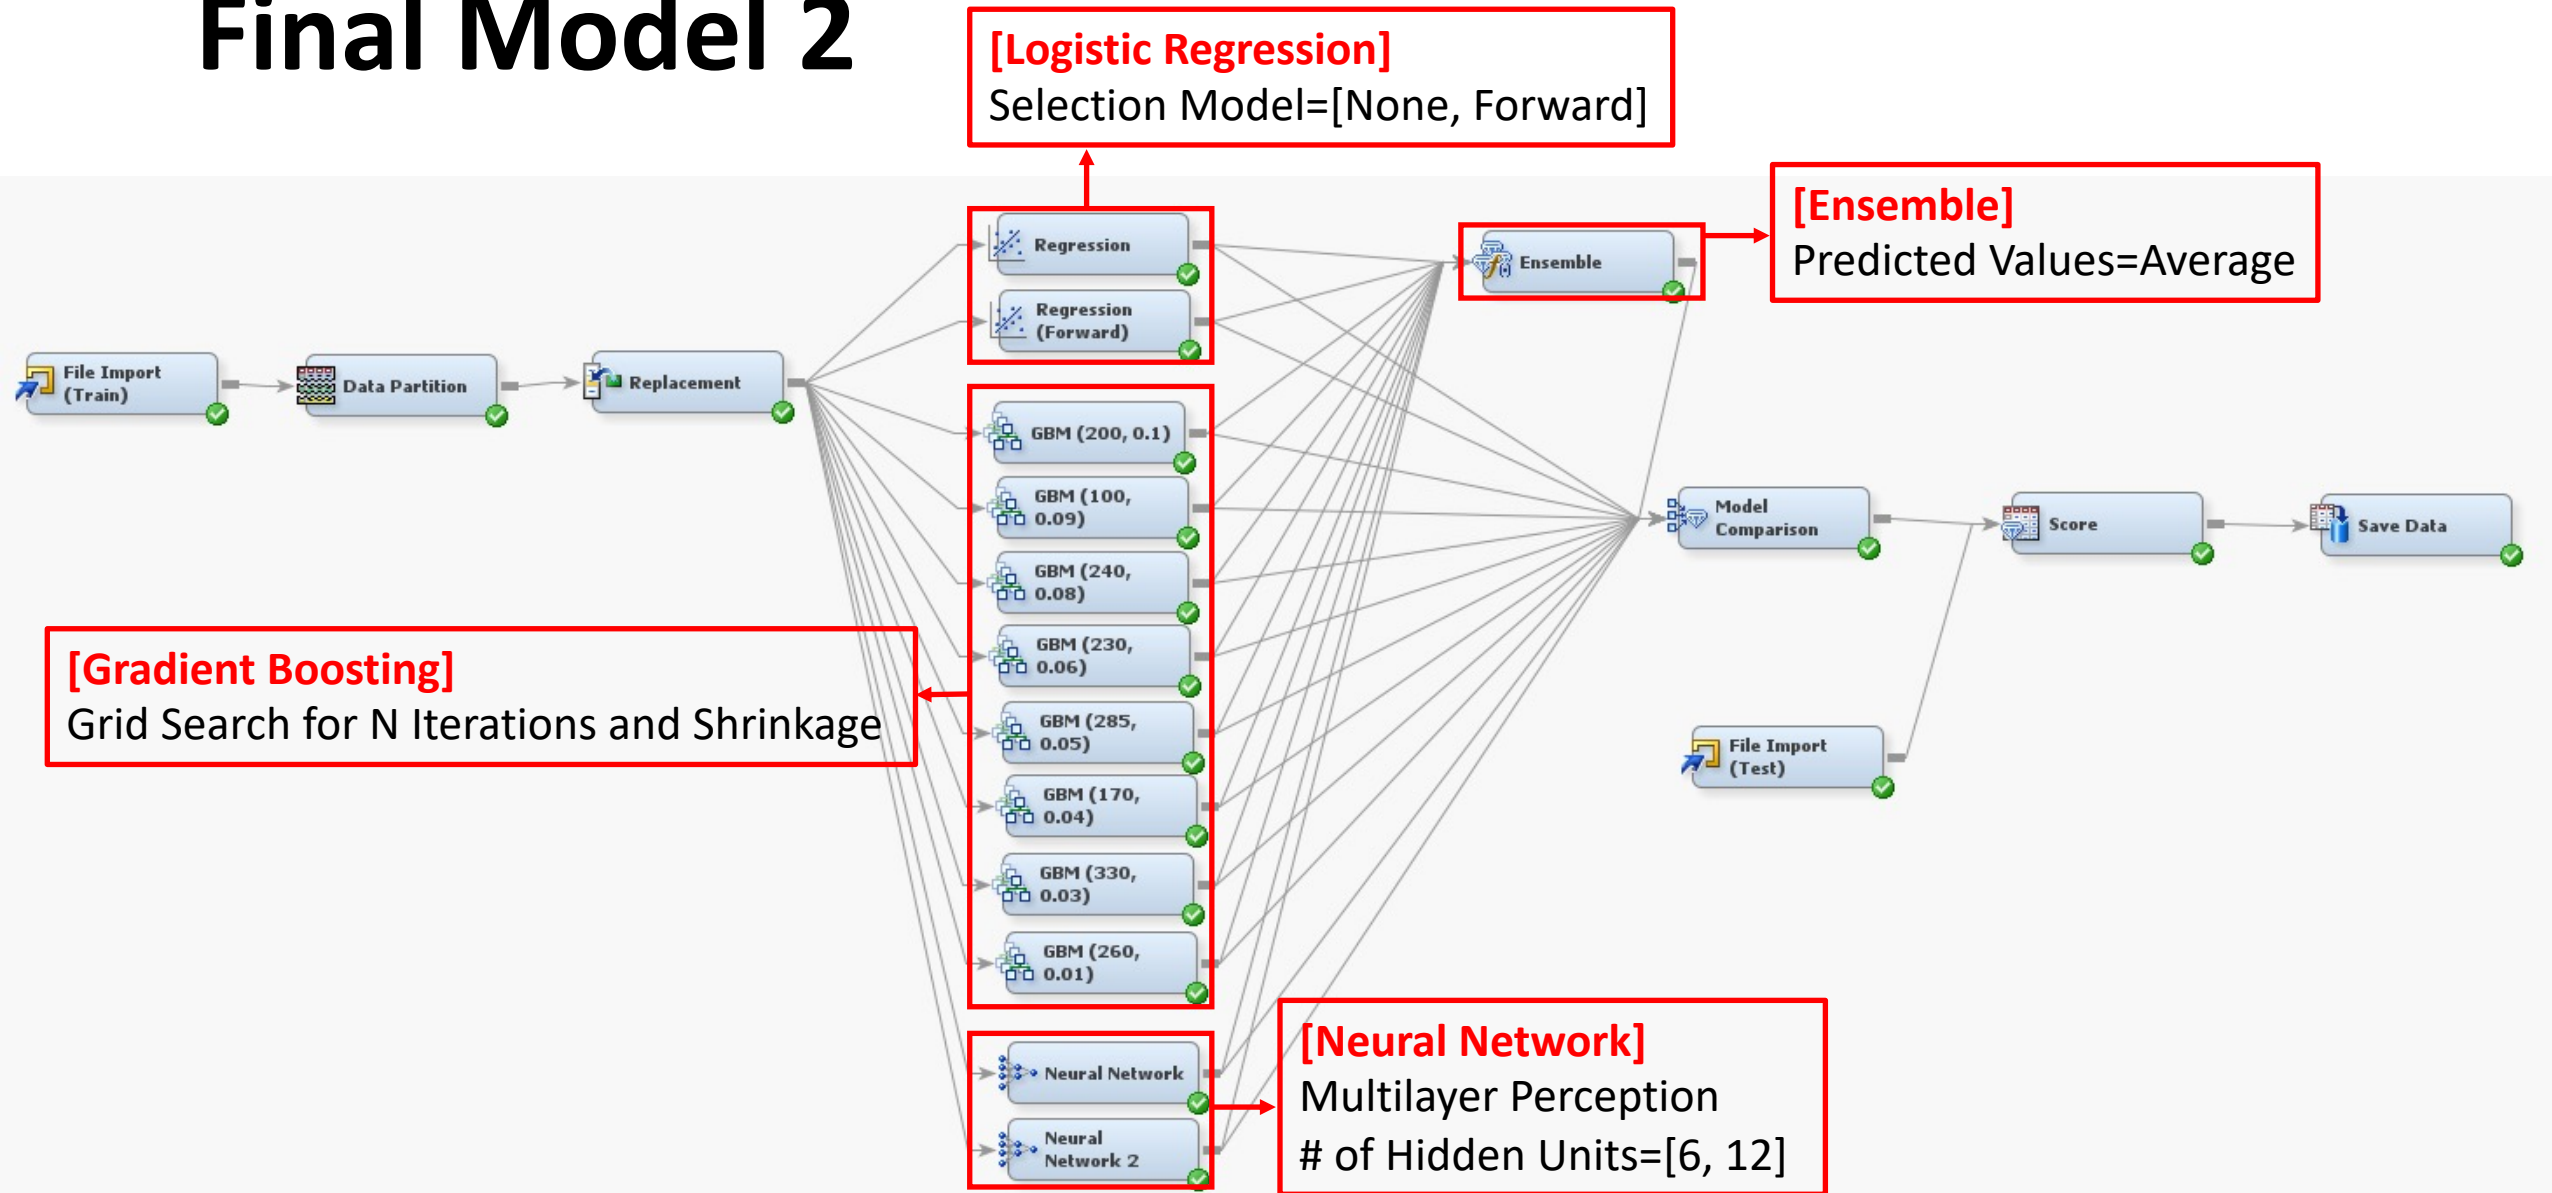 Final Model 2
[Logistic Regression]
Selection Model=[None, Forward]
[Ensemble]
Predicted Values=Average
Regression
Regression
(Forward)
Ensemble
File Import
(Train)
Data Partition
Replacement
GBM (200, 0.1)
GBM (100,
0.09)
GBM (240,
0.08)
GBM (230,
0.06)
GBM (285,
0.05)
GBM (170,
0.04)
GBM (330,
0.03)
GBM (260,
0.01)
Model
Comparison
Score
Save Data
[Gradient Boosting]
Grid Search for N Iterations and Shrinkage
File Import
(Test)
Neural Network
Neural
Network 2
[Neural Network]
Multilayer Perception
# of Hidden Units=[6, 12]